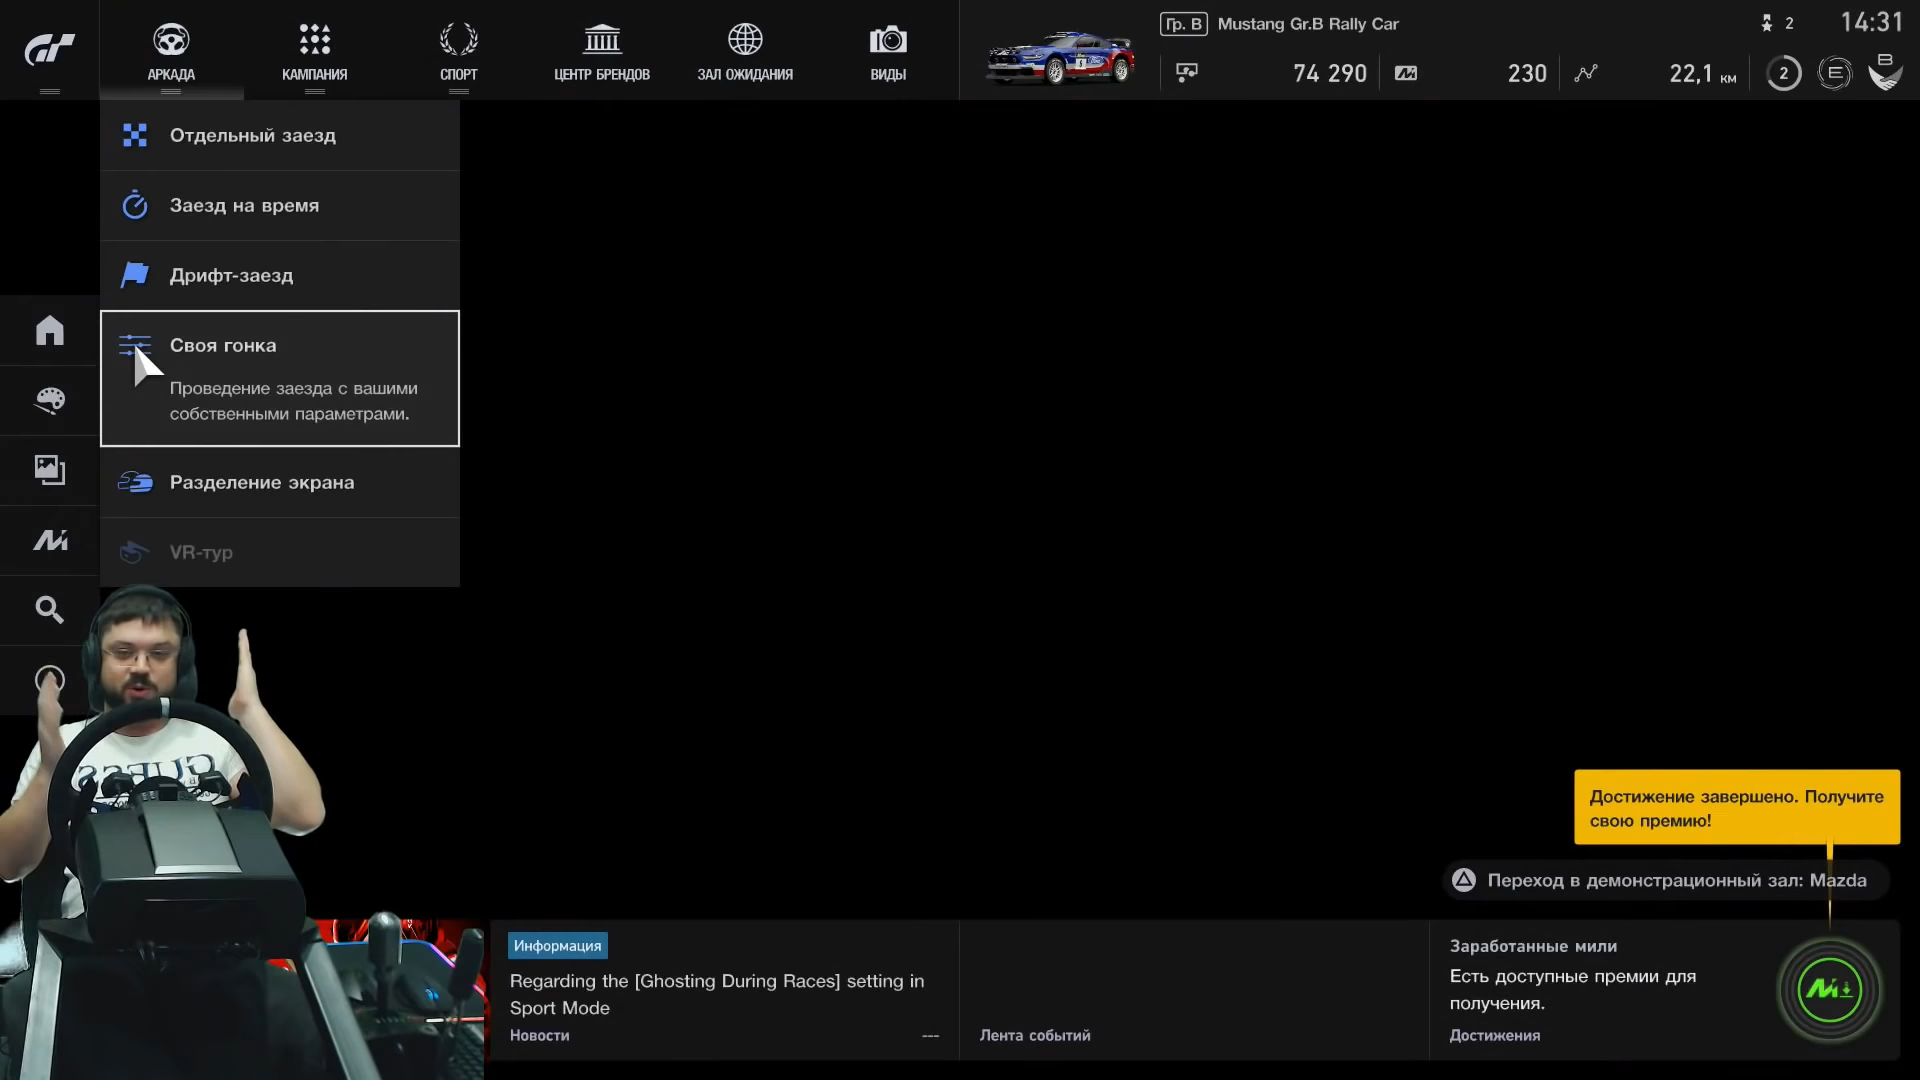 АРКАДА
КАМПАНИЯ
СПОРТ
ЦЕНТР БРЕНДОВ
ЗАЛ ОЖИДАНИЯ
ВИДЫ
Гр. B Mustang Gr.B Rally Car
2
14:31
74 290
230
22,1 км
2
E
B
Отдельный заезд
Заезд на время
Дрифт-заезд
Своя гонка
Проведение заезда с вашими
собственными параметрами.
Разделение экрана
VR-тур
GUESS
Достижение завершено. Получите
свою премию!
Переход в демонстрационный зал: Mazda
Информация
Regarding the [Ghosting During Races] setting in
Sport Mode
Новости
---
Лента событий
Заработанные мили
Есть доступные премии для
получения.
Достижения